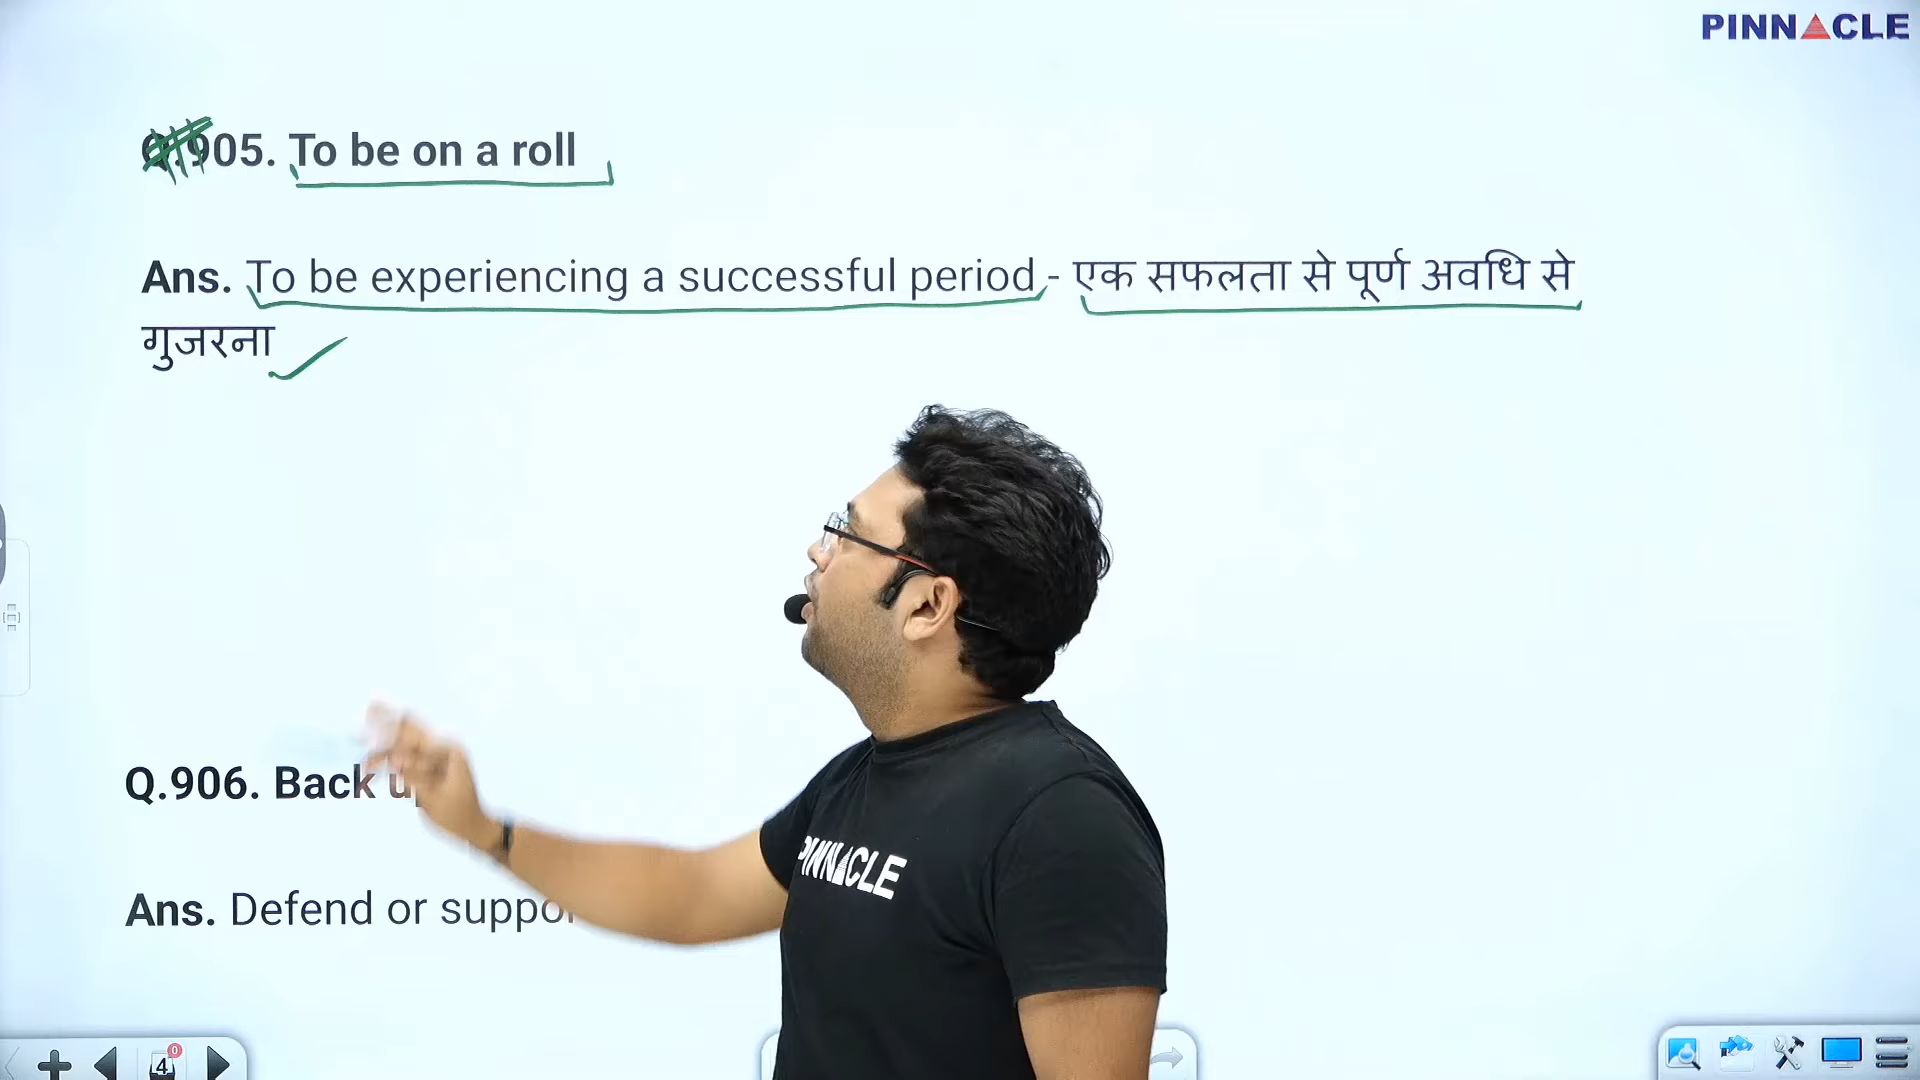 PINNACLE
Q.905. To be on a roll
Ans. To be experiencing a successful period - एक सफलता से पूर्ण अवधि से
गुजरना
Q.906. Back
Ans. Defend or
PINNACLE
4
0